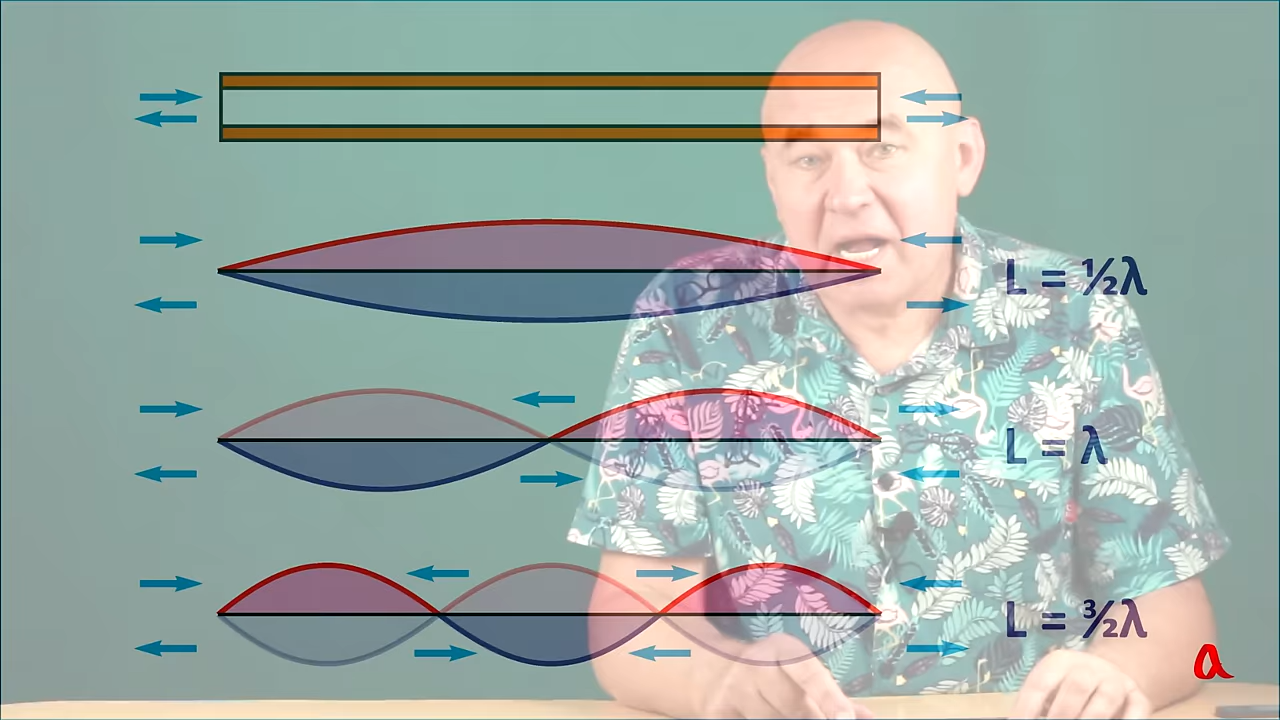 L = ½λ
L = λ
L = ³⁄₂λ
a